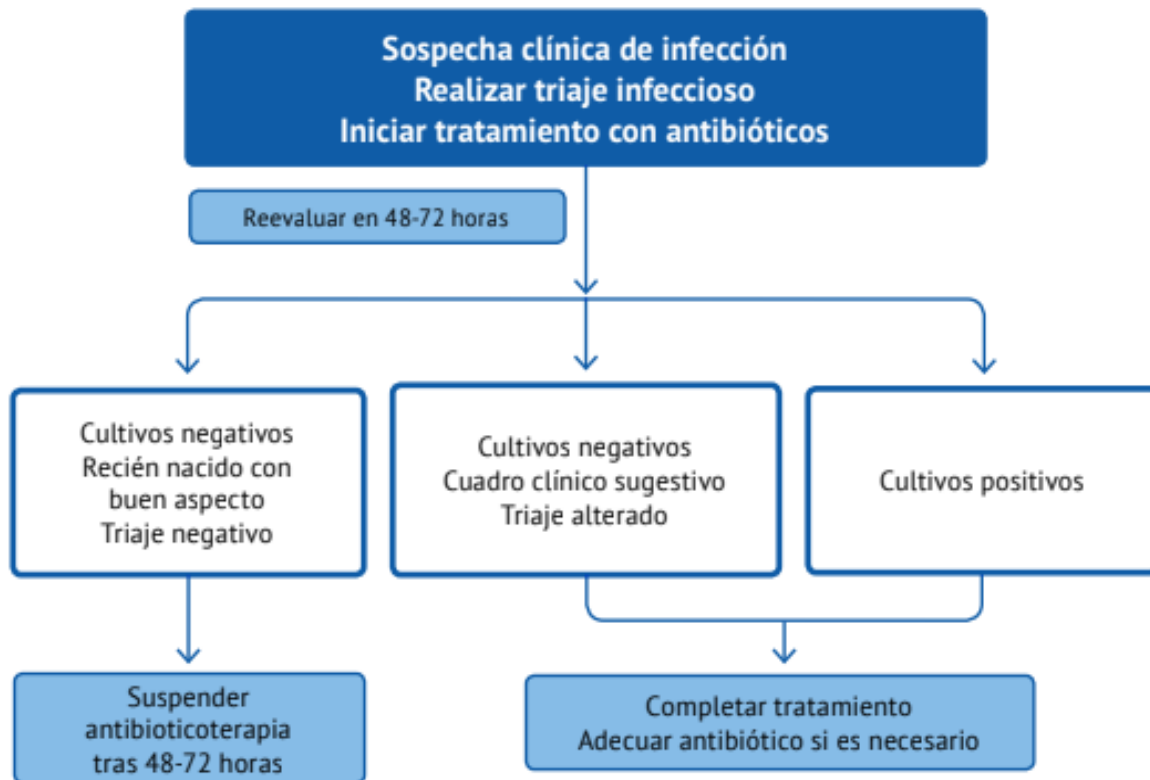 Sospecha clínica de infección
Realizar triaje infeccioso
Iniciar tratamiento con antibióticos
Reevaluar en 48-72 horas
Cultivos negativos
Recién nacido con
buen aspecto
Triaje negativo
Cultivos negativos
Cuadro clínico sugestivo
Triaje alterado
Cultivos positivos
Suspender
antibioticoterapia
tras 48-72 horas
Completar tratamiento
Adecuar antibiótico si es necesario